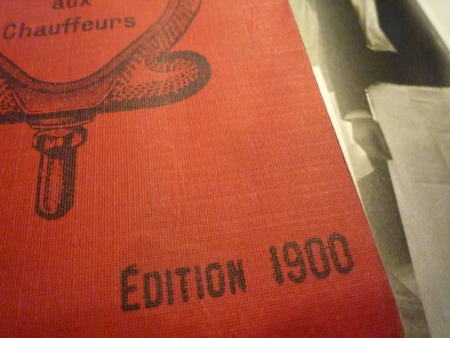 aux
Chauffeurs
ÉDITION 1900